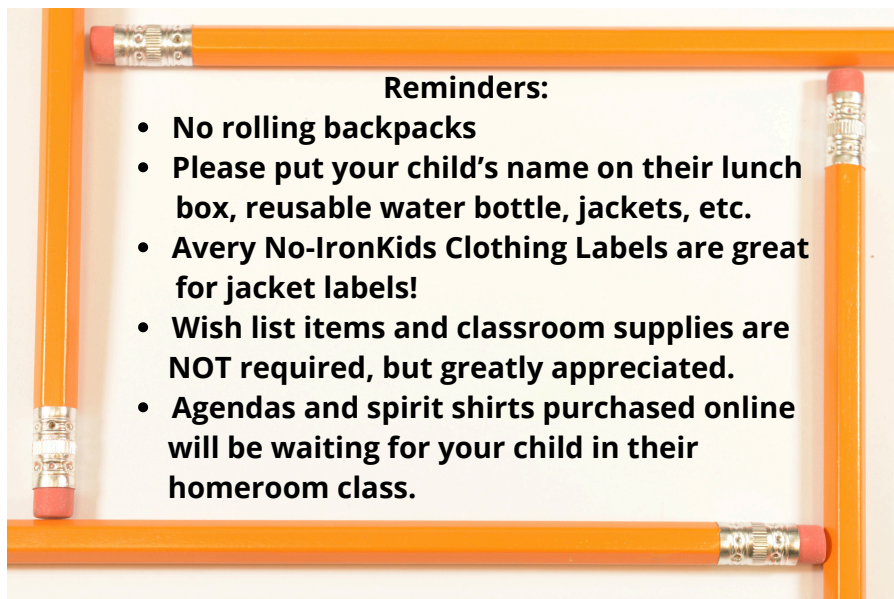 Reminders:
• No rolling backpacks
• Please put your child’s name on their lunch
box, reusable water bottle, jackets, etc.
• Avery No-IronKids Clothing Labels are great
for jacket labels!
• Wish list items and classroom supplies are
NOT required, but greatly appreciated.
• Agendas and spirit shirts purchased online
will be waiting for your child in their
homeroom class.